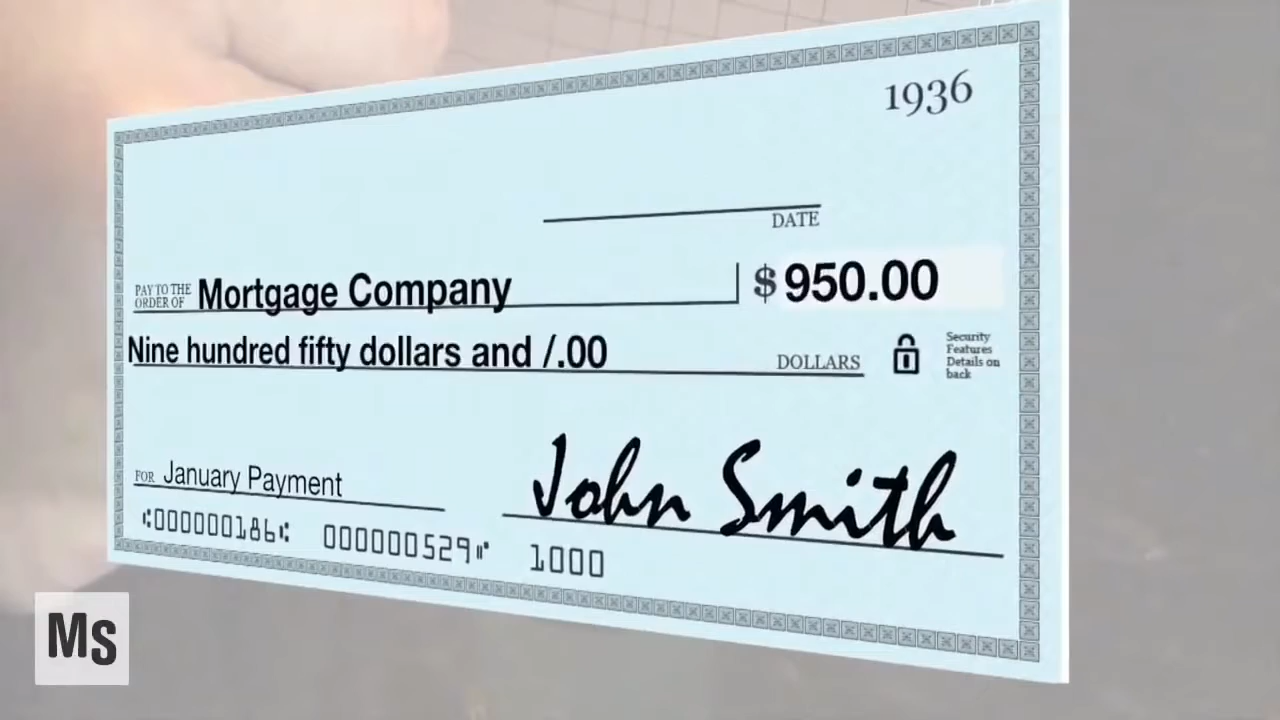 1936
DATE
PAY TO THE
ORDER OF Mortgage Company $ 950.00
Nine hundred fifty dollars and /.00 DOLLARS
Security
Features
Details on
back
FOR January Payment
John Smith
⑆000000186⑆ 000000529⑈ 1000
MS